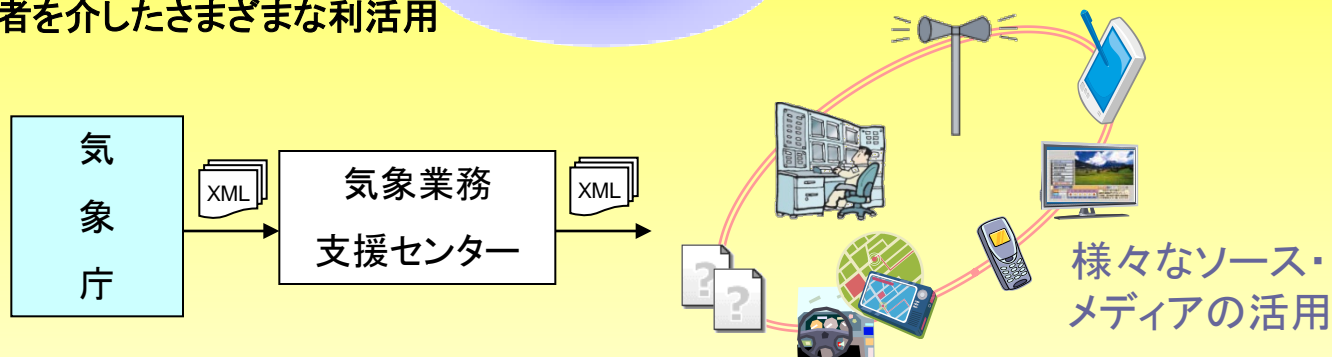 者を介したさまざまな利活用
気
象
庁
XML
気象業務
支援センター
XML
?
?
様々なソース・
メディアの活用